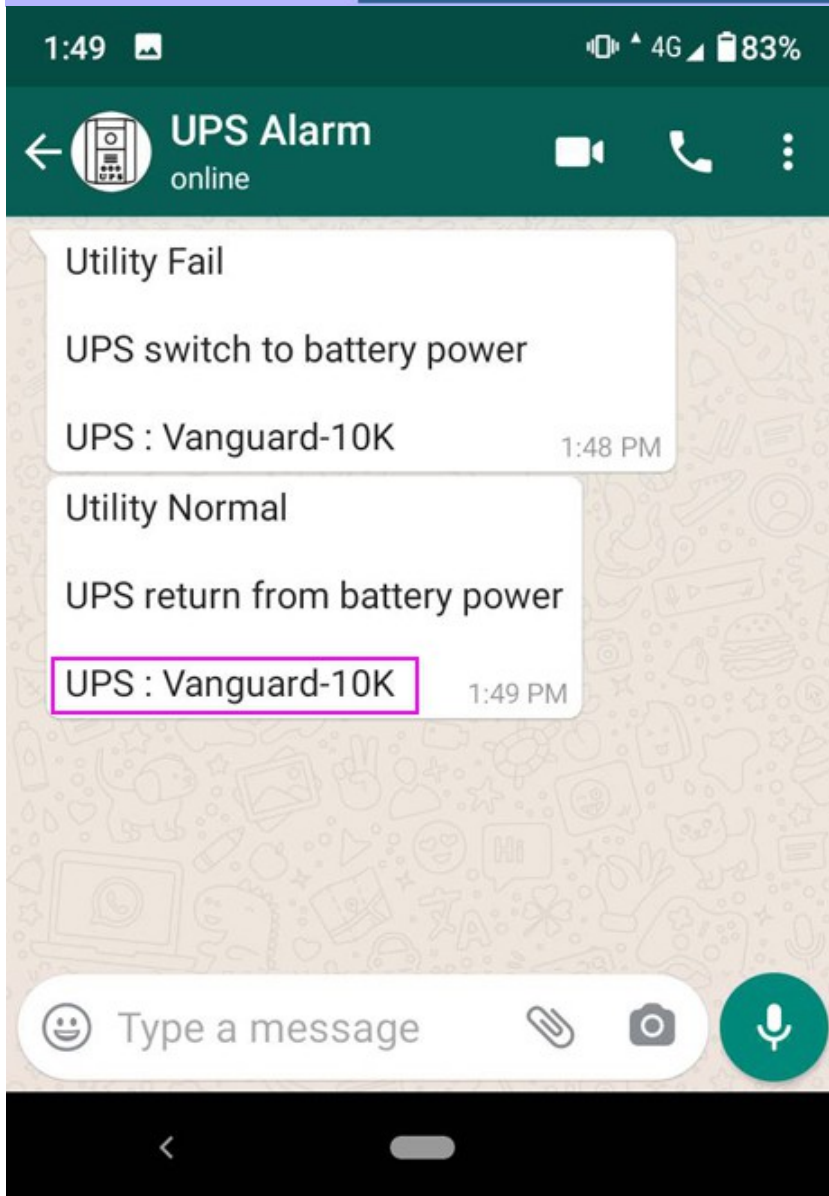 1:49 4G 83%
UPS Alarm
online
Utility Fail
UPS switch to battery power
UPS : Vanguard-10K
1:48 PM
Utility Normal
UPS return from battery power
UPS : Vanguard-10K
1:49 PM
Type a message